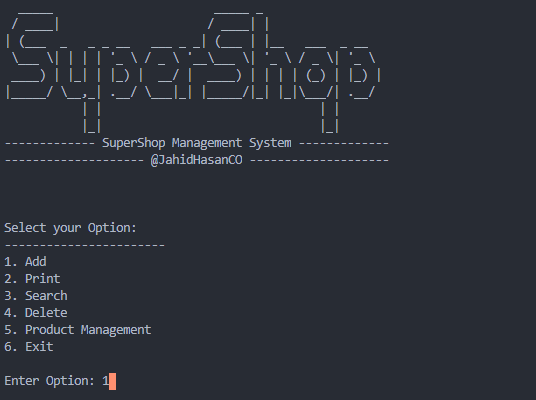 SuperShop
------------- SuperShop Management System -------------
-------------------- @JahidHasanCO --------------------
Select your Option:
-----------------------
1. Add
2. Print
3. Search
4. Delete
5. Product Management
6. Exit
Enter Option: 1